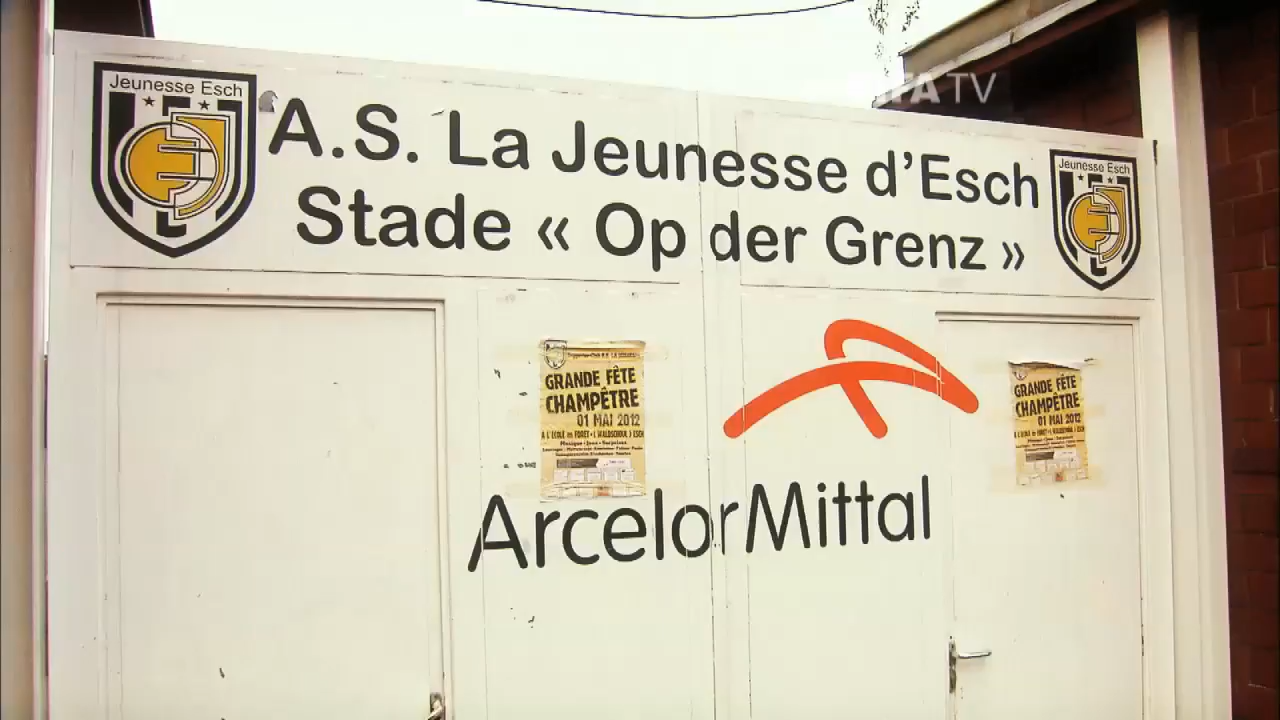 TA TV
Jeunesse Esch
A.S. La Jeunesse d'Esch
Jeunesse Esch
Stade « Op der Grenz »
GRANDE FÊTE
CHAMPÊTRE
01 MAI 2012
GRANDE FÊTE
CHAMPÊTRE
01 MAI 2012
ArcelorMittal